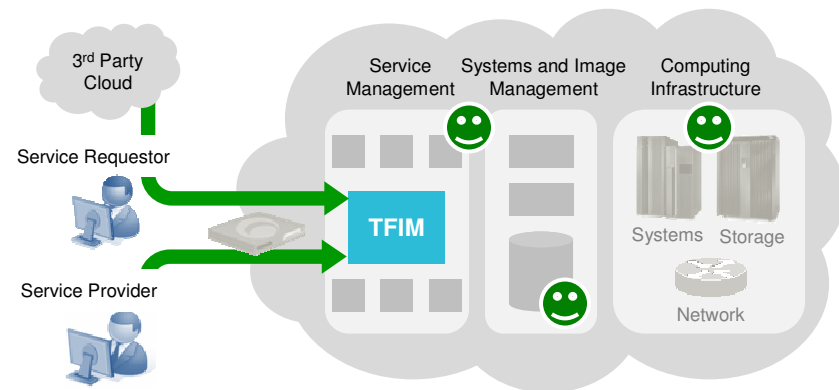 3rd Party
Cloud
Service Requestor
Service Provider
Service
Management
Systems and Image
Management
Computing
Infrastructure
TFIM
Systems
Storage
Network